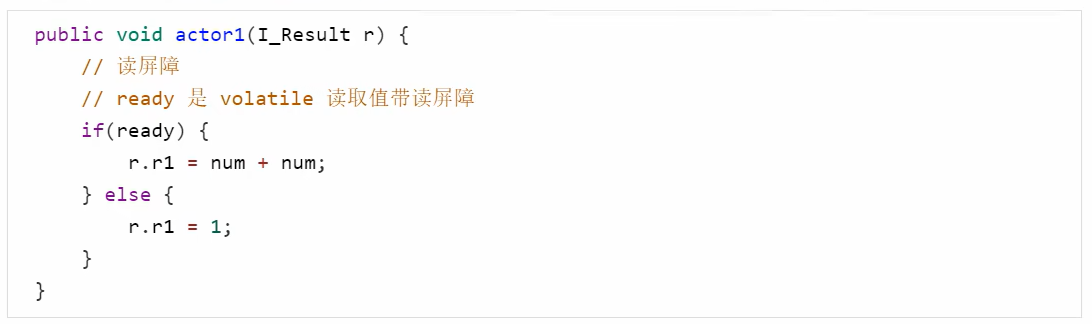 public void actor1(I_Result r) {
    // 读屏障
    // ready 是 volatile 读取值带读屏障
    if(ready) {
        r.r1 = num + num;
    } else {
        r.r1 = 1;
    }
}